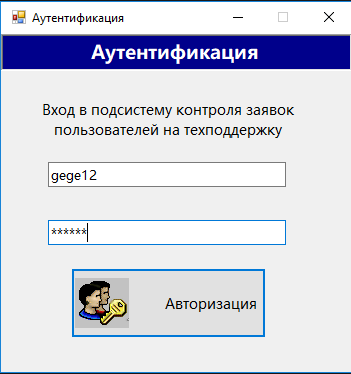 Аутентификация
Аутентификация
Вход в подсистему контроля заявок
пользователей на техподдержку
gege12
******
Авторизация